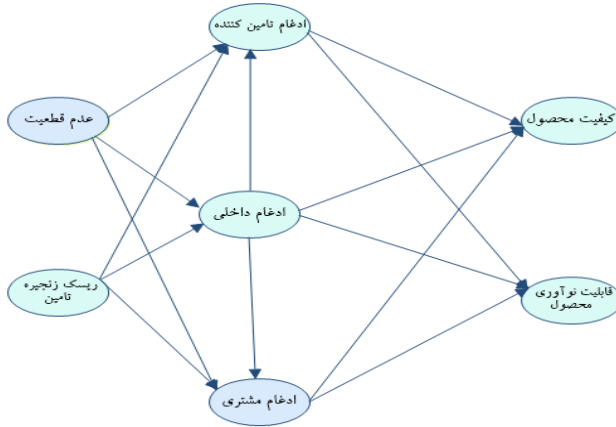 ادغام تامین کننده
عدم قطعیت
کیفیت محصول
ادغام داخلی
ریسک زنجیره
تامین
قابلیت نوآوری
محصول
ادغام مشتری